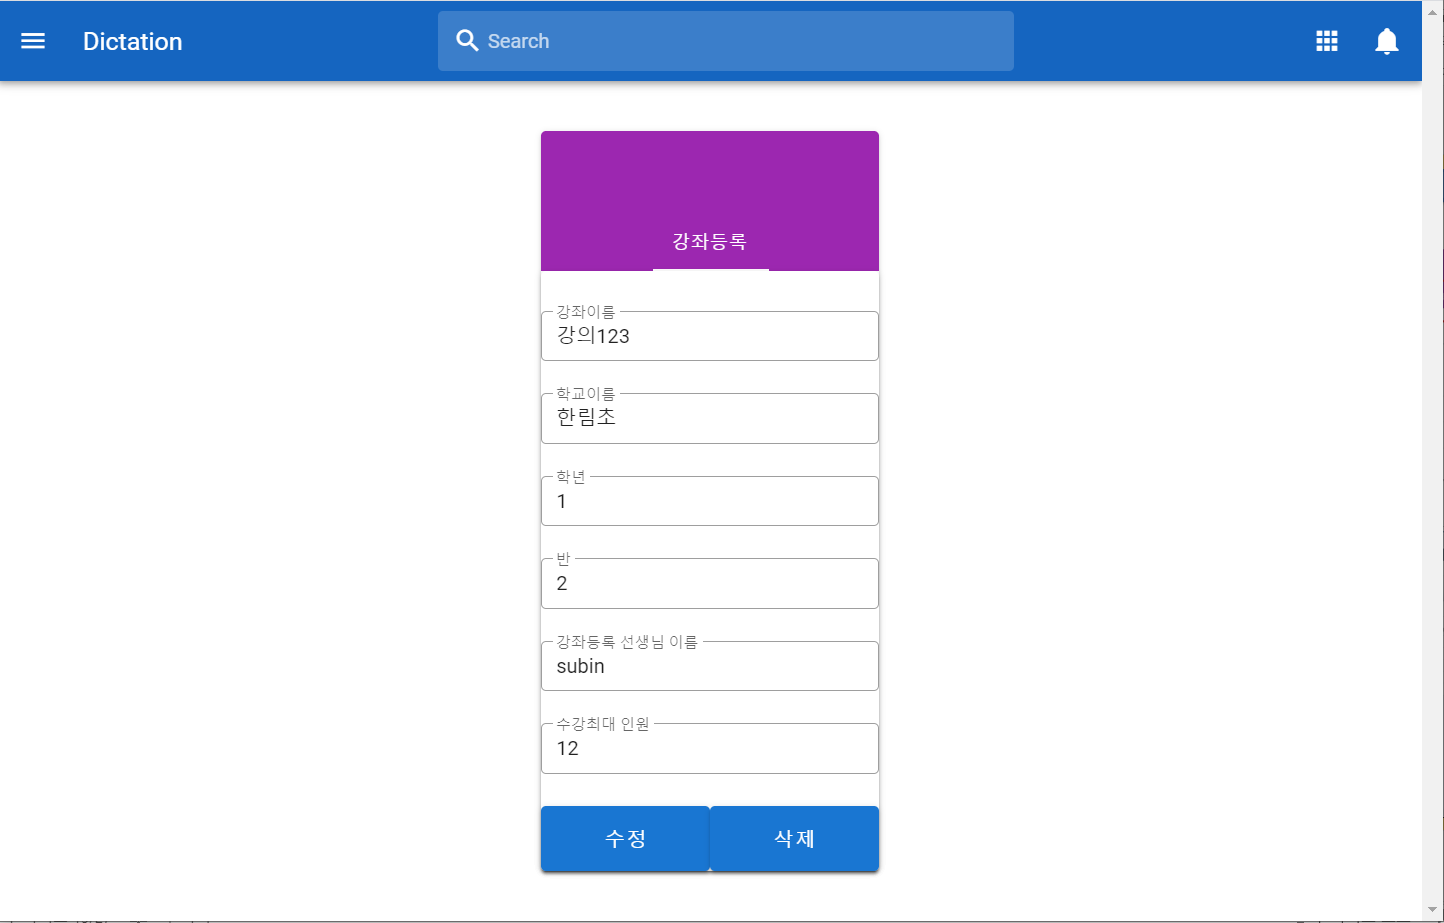 Dictation
Search
강좌등록
강좌이름
강의123
학교이름
한림초
학년
1
반
2
강좌등록 선생님 이름
subin
수강최대 인원
12
수정
삭제